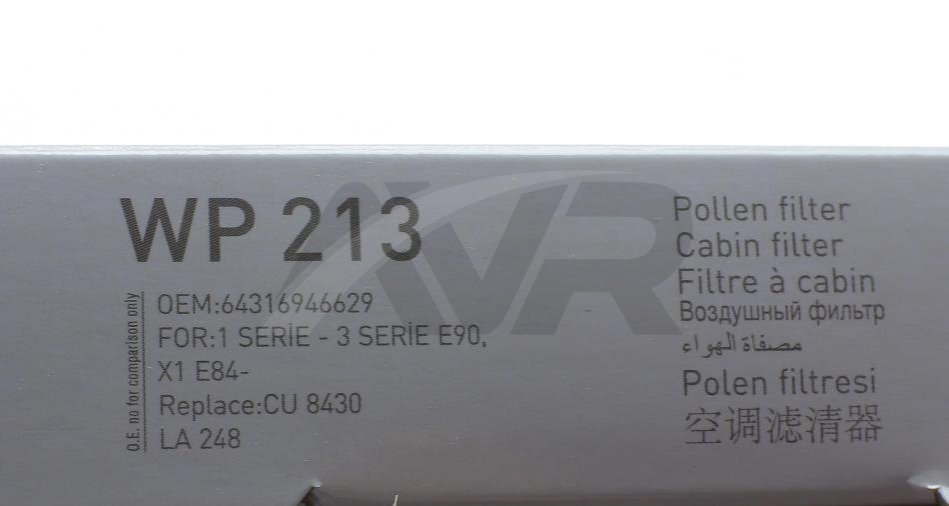 WP 213
O.E. no for comparison only
OEM:64316946629
FOR:1 SERİE - 3 SERİE E90,
X1 E84-
Replace:CU 8430
LA 248
Pollen filter
Cabin filter
Filtre à cabin
Воздушный фильтр
مصفاة الهواء
Polen filtresi
空调滤清器
AVR